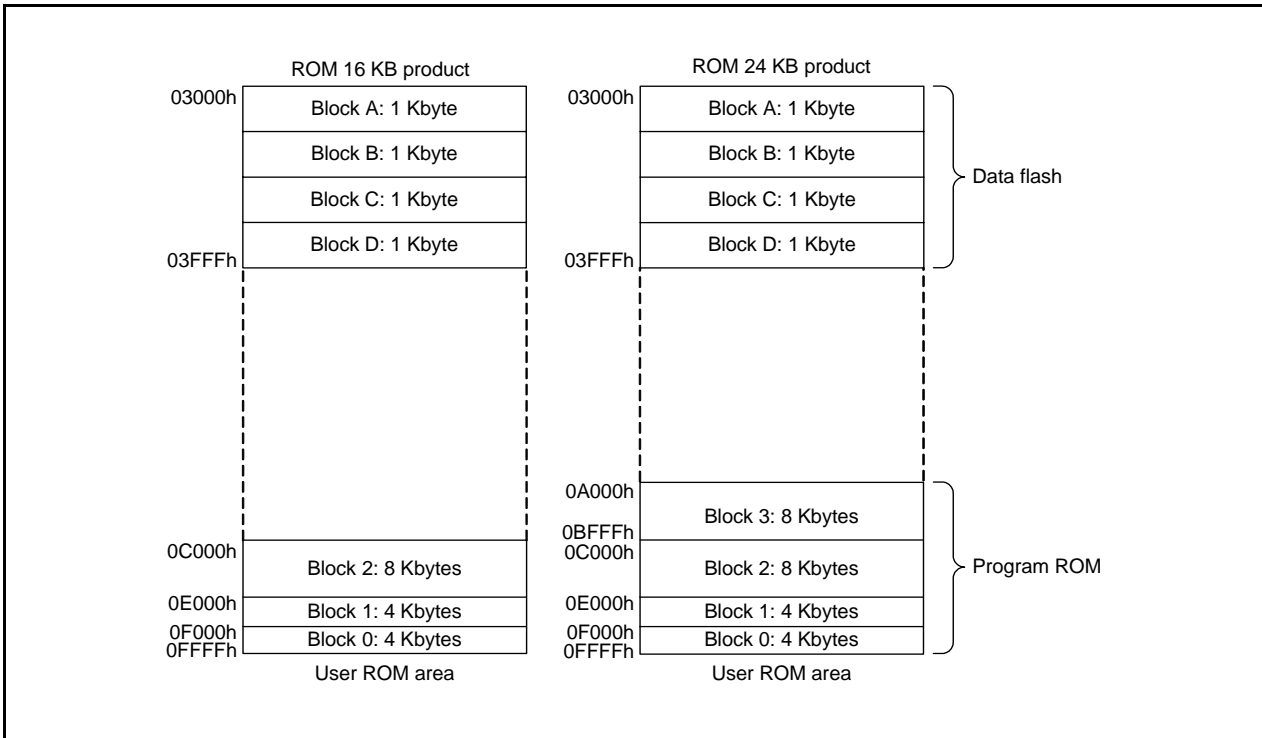 ROM 16 KB product
03000h
Block A: 1 Kbyte
Block B: 1 Kbyte
Block C: 1 Kbyte
Block D: 1 Kbyte
03FFFh
0C000h
Block 2: 8 Kbytes
0E000h
Block 1: 4 Kbytes
0F000h
Block 0: 4 Kbytes
0FFFFh
User ROM area
ROM 24 KB product
03000h
Block A: 1 Kbyte
Block B: 1 Kbyte
Block C: 1 Kbyte
Block D: 1 Kbyte
03FFFh
Data flash
0A000h
Block 3: 8 Kbytes
0BFFFh
0C000h
Block 2: 8 Kbytes
0E000h
Block 1: 4 Kbytes
0F000h
Block 0: 4 Kbytes
0FFFFh
Program ROM
User ROM area